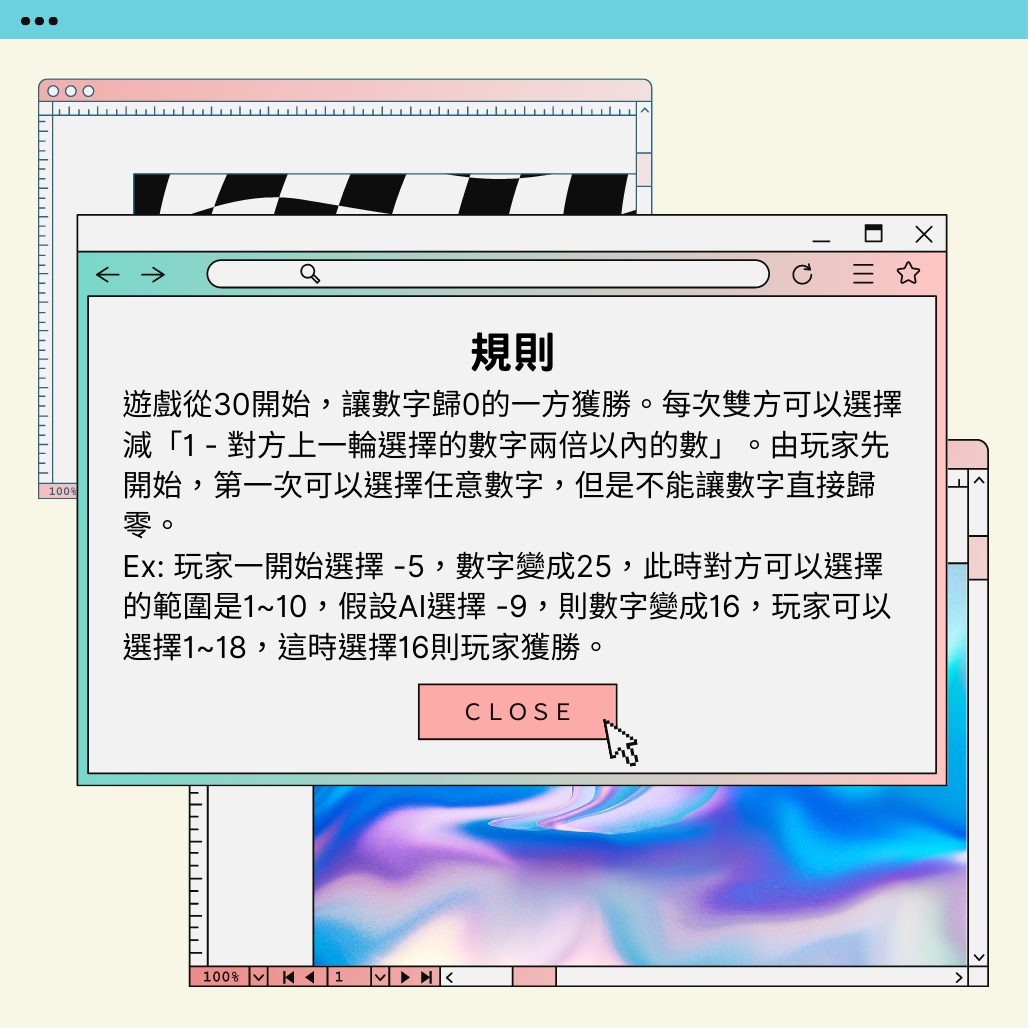 100%
規則
遊戲從30開始，讓數字歸0的一方獲勝。每次雙方可以選擇
減「1 - 對方上一輪選擇的數字兩倍以內的數」。由玩家先
開始，第一次可以選擇任意數字，但是不能讓數字直接歸
零。
Ex: 玩家一開始選擇 -5，數字變成25，此時對方可以選擇
的範圍是1~10，假設AI選擇 -9，則數字變成16，玩家可以
選擇1~18，這時選擇16則玩家獲勝。
CLOSE
100%
1